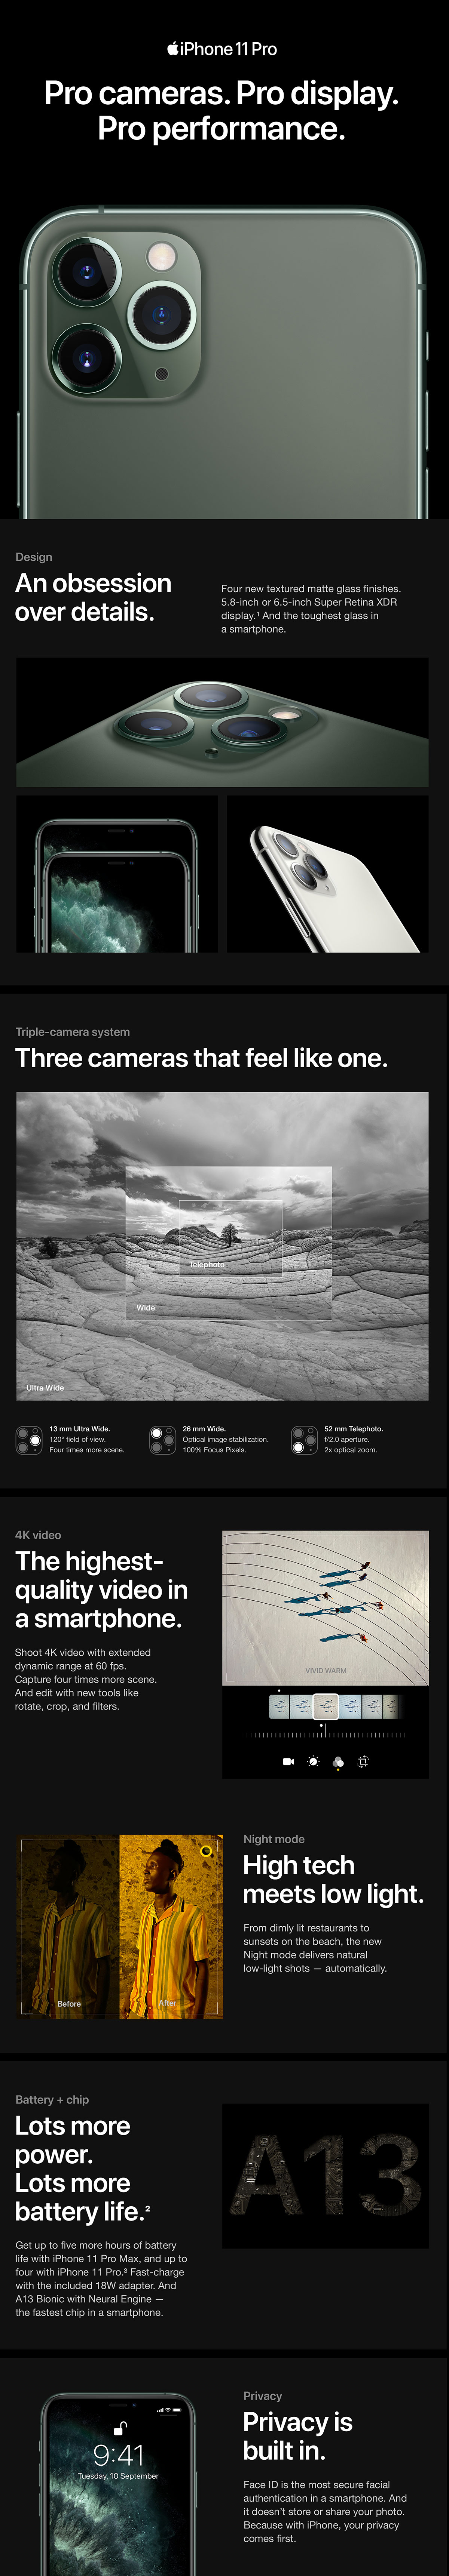 iPhone 11 Pro
Pro cameras. Pro display.
Pro performance.
Design
An obsession
over details.
Four new textured matte glass finishes.
5.8-inch or 6.5-inch Super Retina XDR
display.¹ And the toughest glass in
a smartphone.
Triple-camera system
Three cameras that feel like one.
Telephoto
Wide
Ultra Wide
13 mm Ultra Wide.
120° field of view.
Four times more scene.
26 mm Wide.
Optical image stabilization.
100% Focus Pixels.
52 mm Telephoto.
f/2.0 aperture.
2x optical zoom.
4K video
The highest-
quality video in
a smartphone.
Shoot 4K video with extended
dynamic range at 60 fps.
Capture four times more scene.
And edit with new tools like
rotate, crop, and filters.
VIVID WARM
Night mode
High tech
meets low light.
From dimly lit restaurants to
sunsets on the beach, the new
Night mode delivers natural
low-light shots — automatically.
Before
After
Battery + chip
Lots more
power.
Lots more
battery life.²
Get up to five more hours of battery
life with iPhone 11 Pro Max, and up to
four with iPhone 11 Pro.³ Fast-charge
with the included 18W adapter. And
A13 Bionic with Neural Engine —
the fastest chip in a smartphone.
A13
9:41
Tuesday, 10 September
Privacy
Privacy is
built in.
Face ID is the most secure facial
authentication in a smartphone. And
it doesn't store or share your photo.
Because with iPhone, your privacy
comes first.